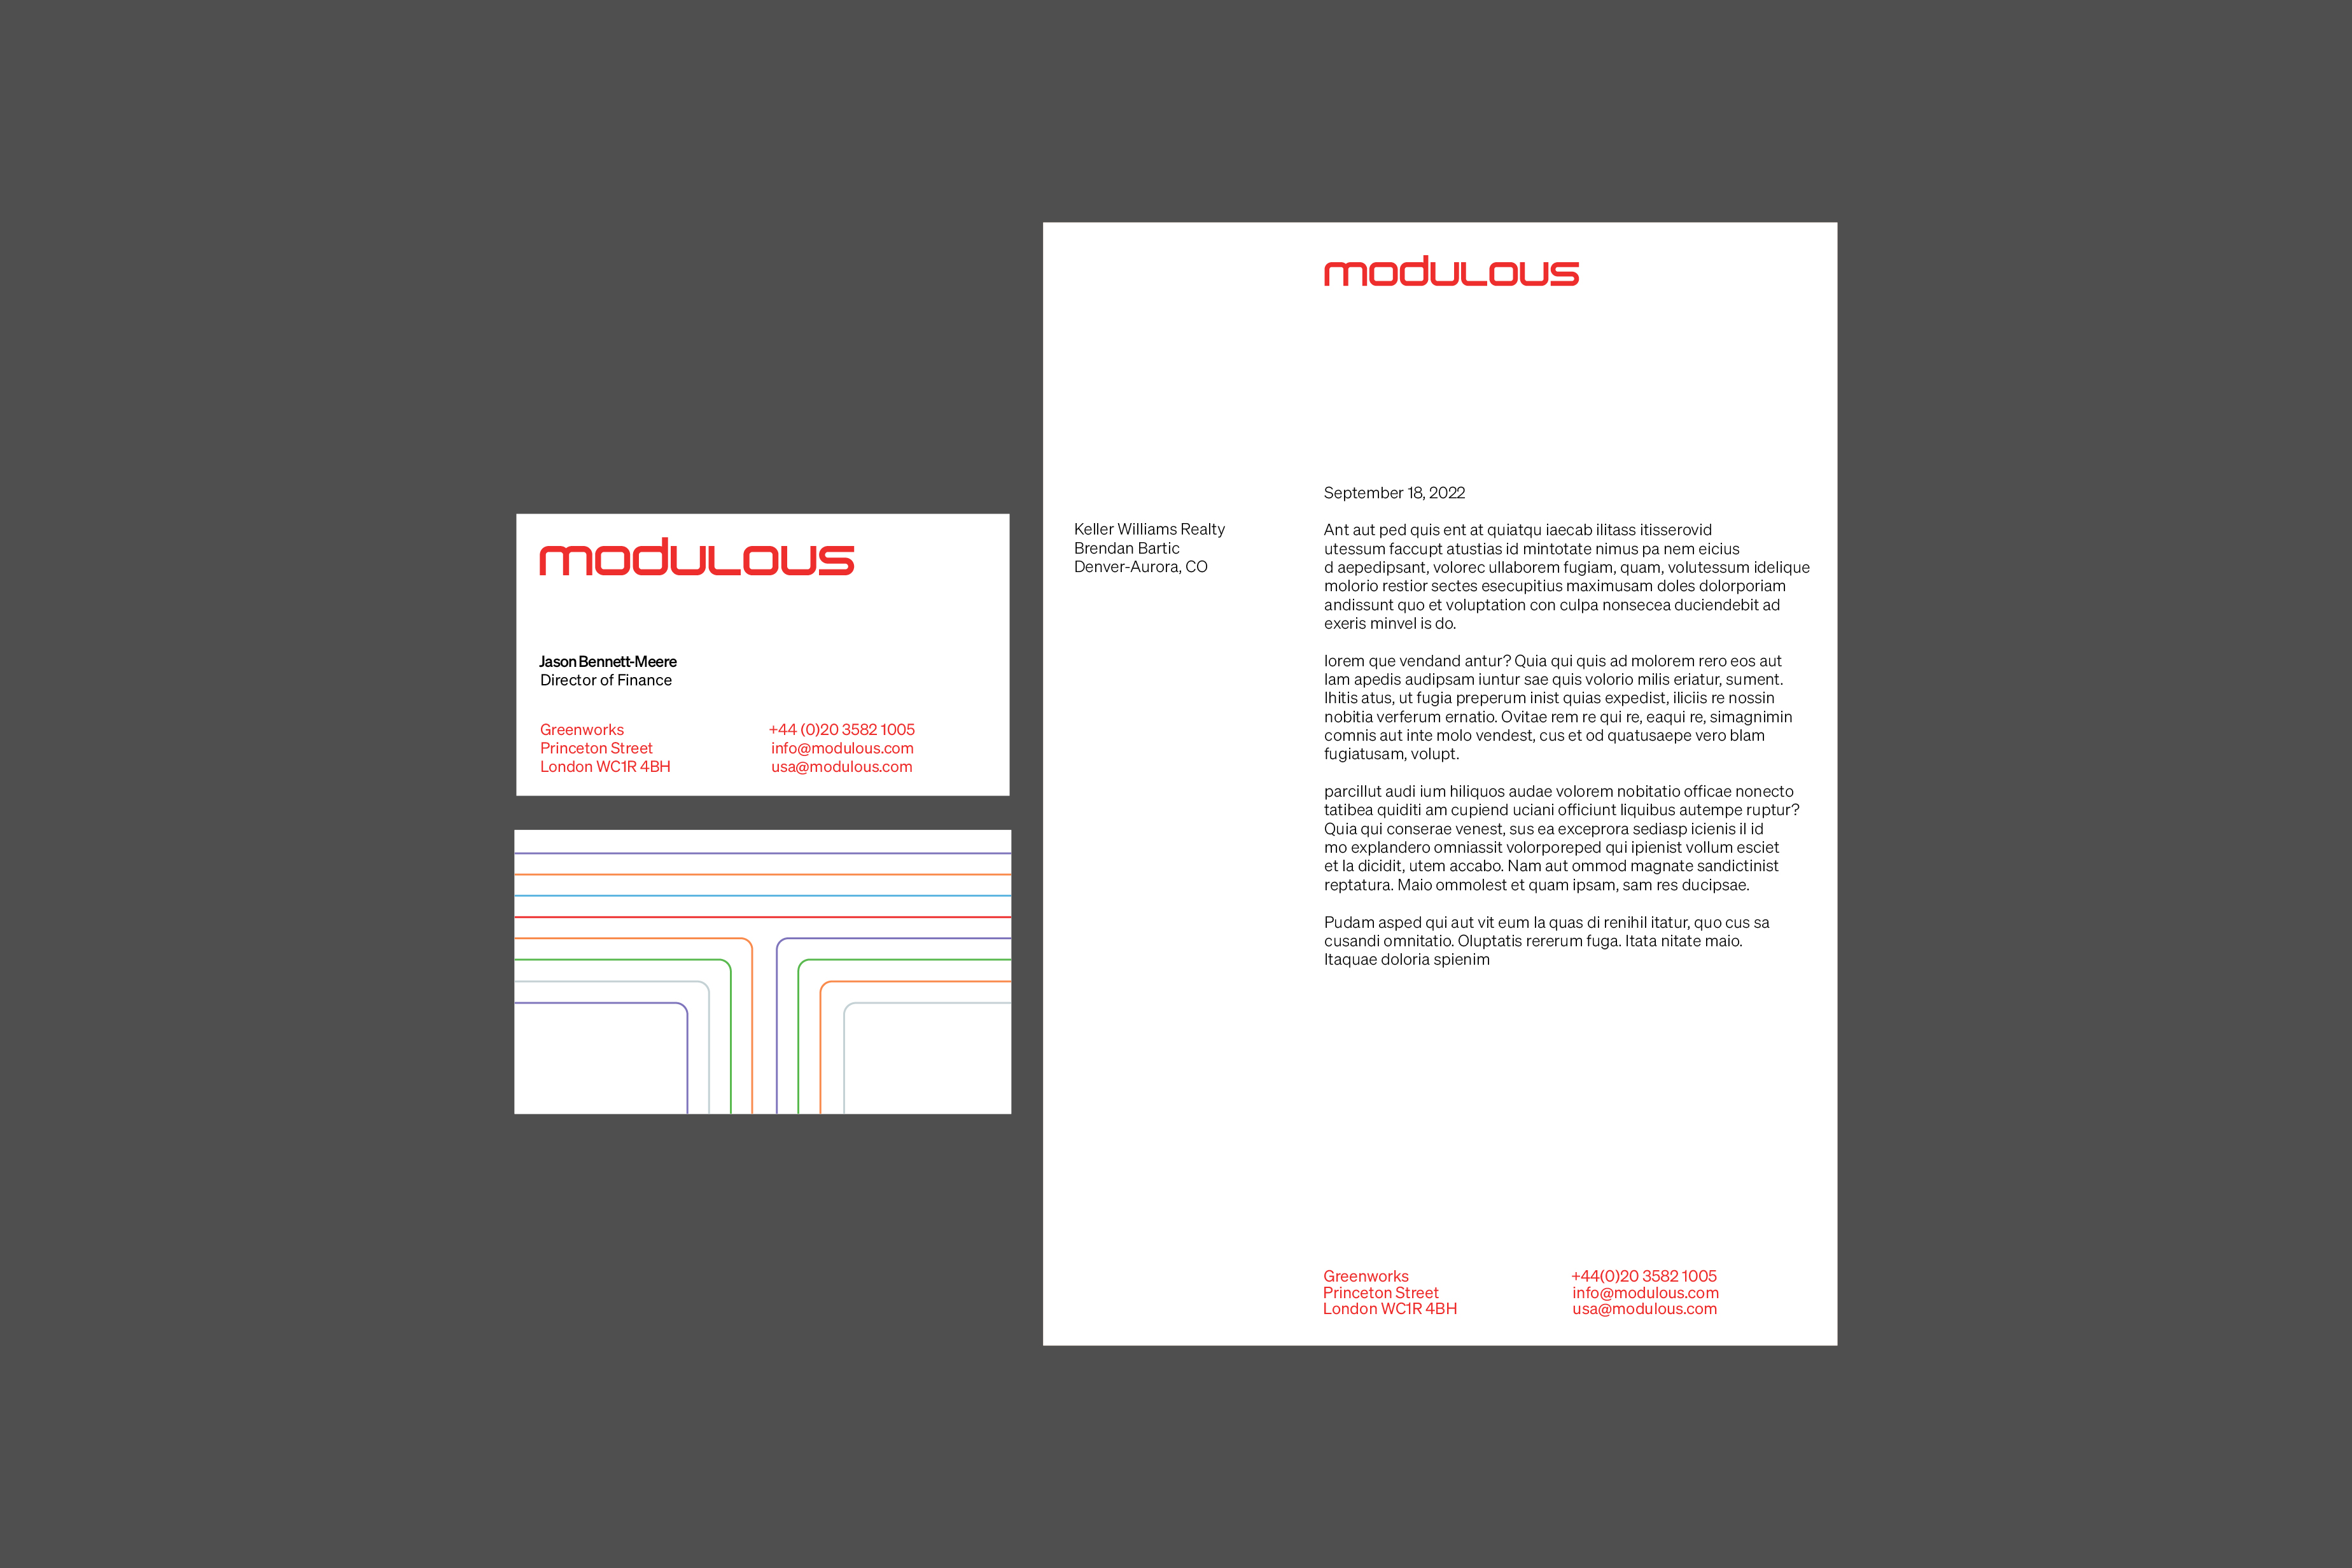 modulous
Jason Bennett-Meere
Director of Finance
Greenworks
Princeton Street
London WC1R 4BH
+44 (0)20 3582 1005
info@modulous.com
usa@modulous.com
modulous
September 18, 2022
Keller Williams Realty
Brendan Bartic
Denver-Aurora, CO
Ant aut ped quis ent at quiatqu iaecab ilitass itisserovid
utessum faccupt atustias id mintotate nimus pa nem eicius
d aepedipsant, volorec ullaborem fugiam, quam, volutessum idelique
molorio restior sectes esecupitius maximusam doles dolorporiam
andissunt quo et voluptation con culpa nonsecea duciendebit ad
exeris minvel is do.
lorem que vendand antur? Quia qui quis ad molorem rero eos aut
lam apedis audipsam iuntur sae quis volorio milis eriatur, sument.
Ihitis atus, ut fugia preperum inist quias expedist, iliciis re nossin
nobitia verferum ernatio. Ovitae rem re qui re, eaqui re, simagnimin
comnis aut inte molo vendest, cus et od quatusaepe vero blam
fugiatusam, volupt.
parcillut audi ium hiliquos audae volorem nobitatio officae nonecto
tatibea quiditi am cupiend uciani officiunt liquibus autempe ruptur?
Quia qui conserae venest, sus ea exceprora sediasp icienis il id
mo explandero omniassit volorporeped qui ipienist vollum esciet
et la dicidit, utem accabo. Nam aut ommod magnate sandictinist
reptatura. Maio ommolest et quam ipsam, sam res ducipsae.
Pudam asped qui aut vit eum la quas di renihil itatur, quo cus sa
cusandi omnitatio. Oluptatis rererum fuga. Itata nitate maio.
Itaquae doloria spienim
Greenworks
Princeton Street
London WC1R 4BH
+44(0)20 3582 1005
info@modulous.com
usa@modulous.com